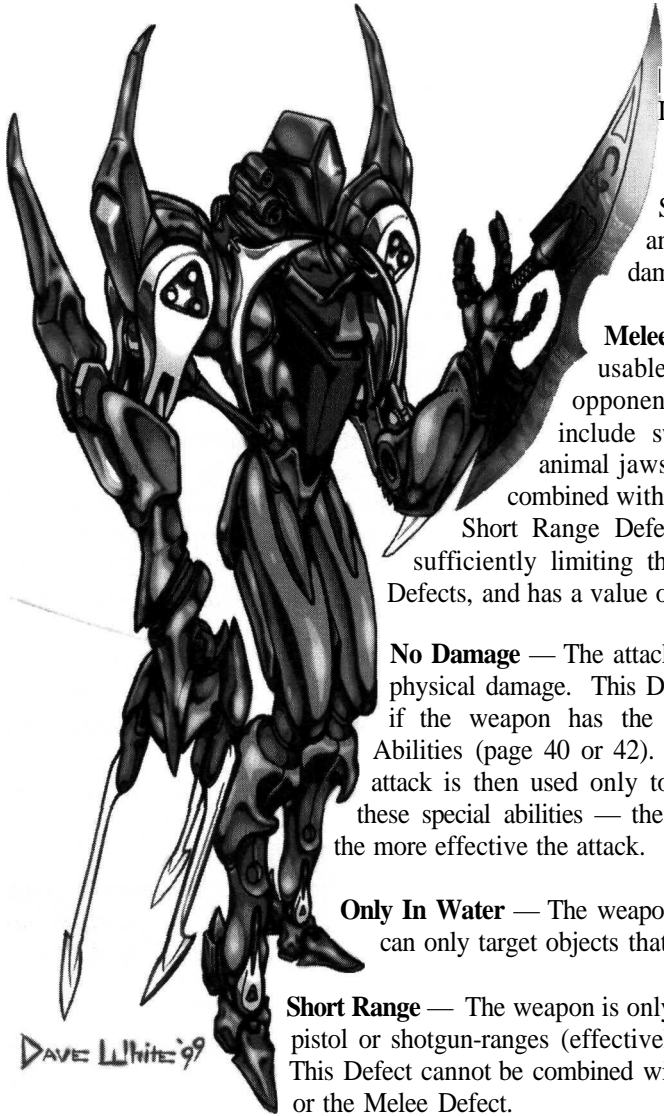 Melee
usable
opponen
include s
animal jaws
combined with
Short Range Defe
sufficiently limiting th
Defects, and has a value o
No Damage — The attac
physical damage. This D
if the weapon has the
Abilities (page 40 or 42).
attack is then used only to
these special abilities — the
the more effective the attack.
Only In Water — The weapo
can only target objects that
Short Range — The weapon is only
pistol or shotgun-ranges (effective
This Defect cannot be combined wi
or the Melee Defect.
DAVE White '99